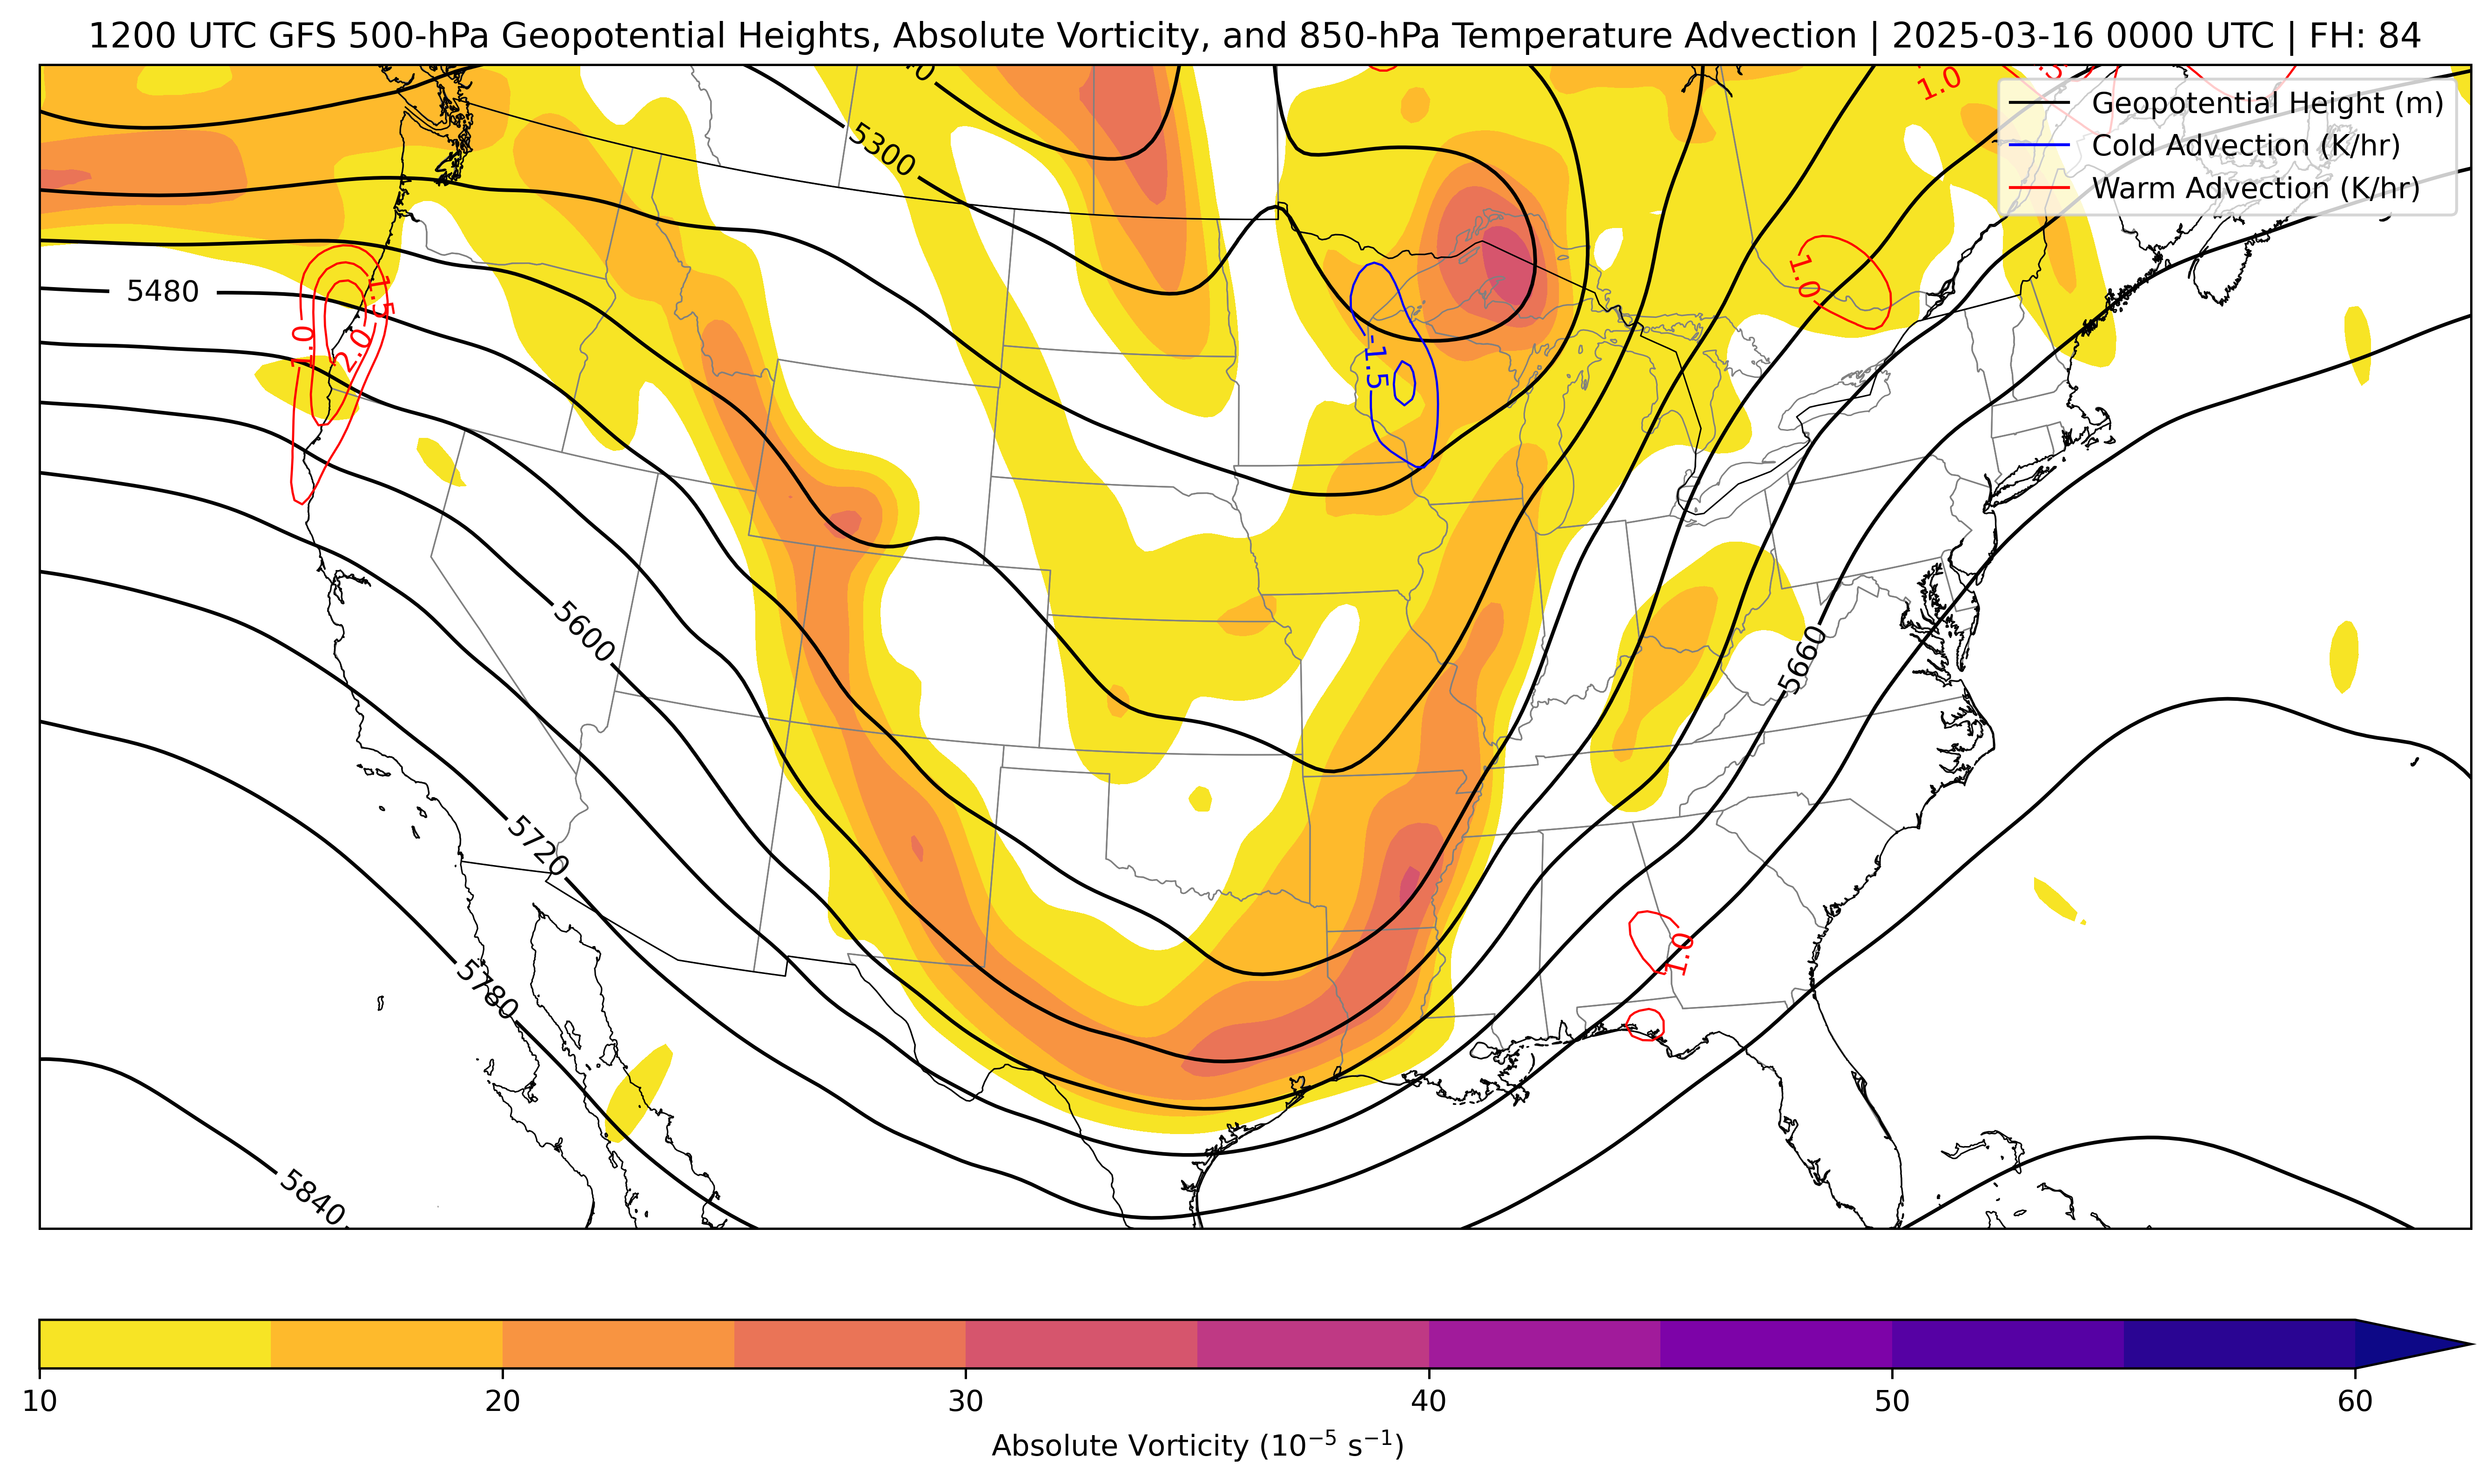 1200 UTC GFS 500-hPa Geopotential Heights, Absolute Vorticity, and 850-hPa Temperature Advection | 2025-03-16 0000 UTC | FH: 84
1.0
Geopotential Height (m)
Cold Advection (K/hr)
Warm Advection (K/hr)
5300
5480
1.5
1.0
2.0
-1.5
1.0
5600
5660
5720
1.0
5780
5840
10 20 30 40 50 60
Absolute Vorticity (10⁻⁵ s⁻¹)